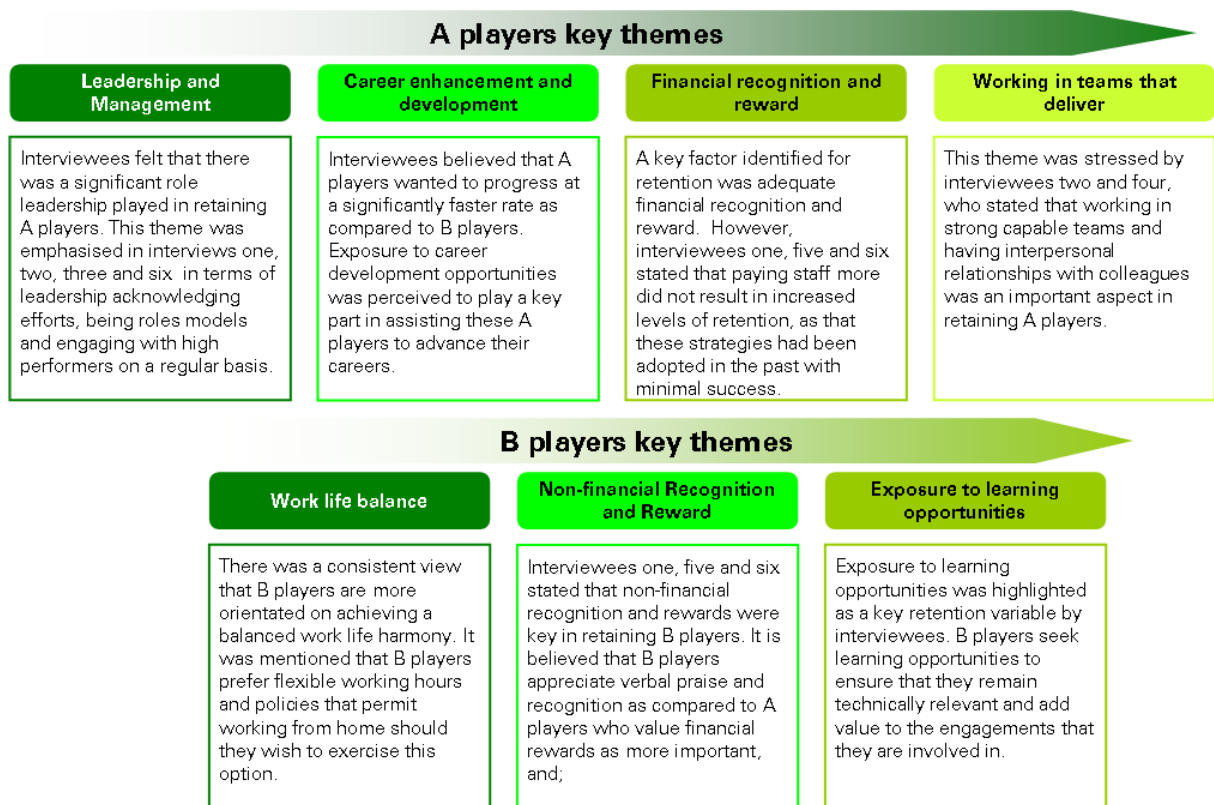 A players key themes
Leadership and
Management
Interviewees felt that there
was a significant role
leadership played in retaining
A players. This theme was
emphasised in interviews one,
two, three and six in terms of
leadership acknowledging
efforts, being roles models
and engaging with high
performers on a regular basis.
Career enhancement and
development
Interviewees believed that A
players wanted to progress at
a significantly faster rate as
compared to B players.
Exposure to career
development opportunities
was perceived to play a key
part in assisting these A
players to advance their
careers.
Financial recognition and
reward
A key factor identified for
retention was adequate
financial recognition and
reward. However,
interviewees one, five and six
stated that paying staff more
did not result in increased
levels of retention, as that
these strategies had been
adopted in the past with
minimal success.
Working in teams that
deliver
This theme was stressed by
interviewees two and four,
who stated that working in
strong capable teams and
having interpersonal
relationships with colleagues
was an important aspect in
retaining A players.
B players key themes
Work life balance
There was a consistent view
that B players are more
orientated on achieving a
balanced work life harmony. It
was mentioned that B players
prefer flexible working hours
and policies that permit
working from home should
they wish to exercise this
option.
Non-financial Recognition
and Reward
Interviewees one, five and six
stated that non-financial
recognition and rewards were
key in retaining B players. It is
believed that B players
appreciate verbal praise and
recognition as compared to A
players who value financial
rewards as more important,
and;
Exposure to learning
opportunities
Exposure to learning
opportunities was highlighted
as a key retention variable by
interviewees. B players seek
learning opportunities to
ensure that they remain
technically relevant and add
value to the engagements that
they are involved in.